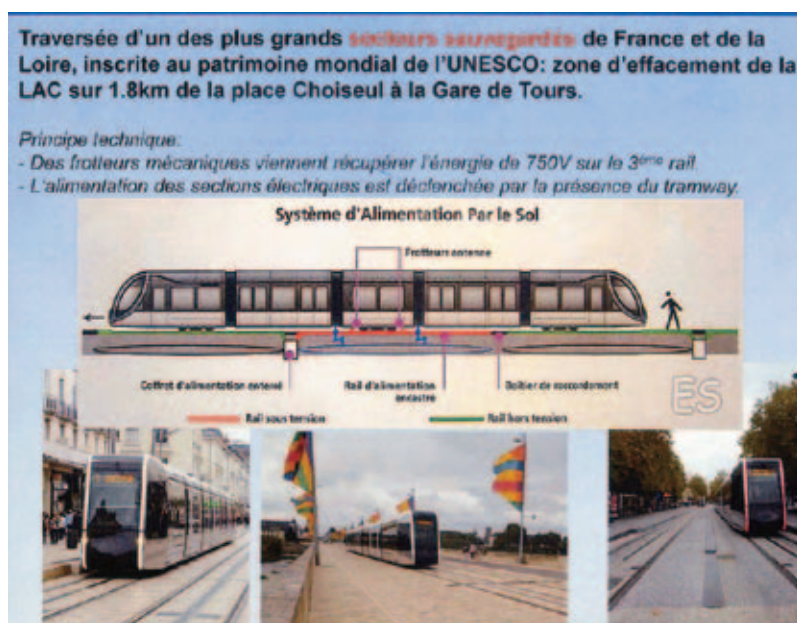 Traversée d'un des plus grands secteurs sauvegardés de France et de la
Loire, inscrite au patrimoine mondial de l'UNESCO: zone d'effacement de la
LAC sur 1.8km de la place Choiseul à la Gare de Tours.
Principe technique:
- Des frotteurs mécaniques viennent récupérer l'énergie de 750V sur le 3ème rail.
- L'alimentation des sections électriques est déclenchée par la présence du tramway.
Système d'Alimentation Par le Sol
Frotteurs antenne
Coffret d'alimentation enterré
Rail d'alimentation
encastré
Boîtier de raccordement
ES
Rail sous tension
Rail hors tension